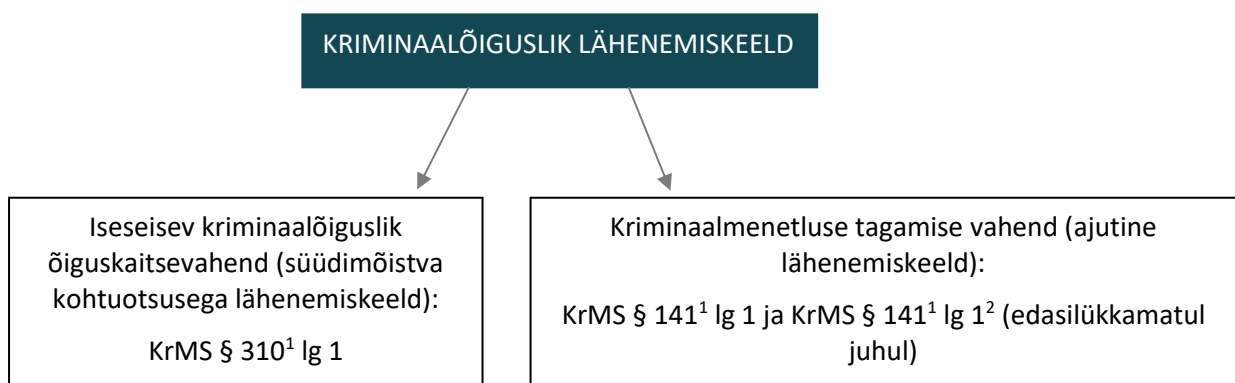 KRIMINAALÕIGUSLIK LÄHENEMISKEELD
Iseseisev kriminaalõiguslik
õiguskaitsevahend (süüdimõistva
kohtuotsusega lähenemiskeeld):
KrMS § 310¹ lg 1
Kriminaalmenetluse tagamise vahend (ajutine
lähenemiskeeld):
KrMS § 141¹ lg 1 ja KrMS § 141¹ lg 1² (edasilükkamatul
juhul)